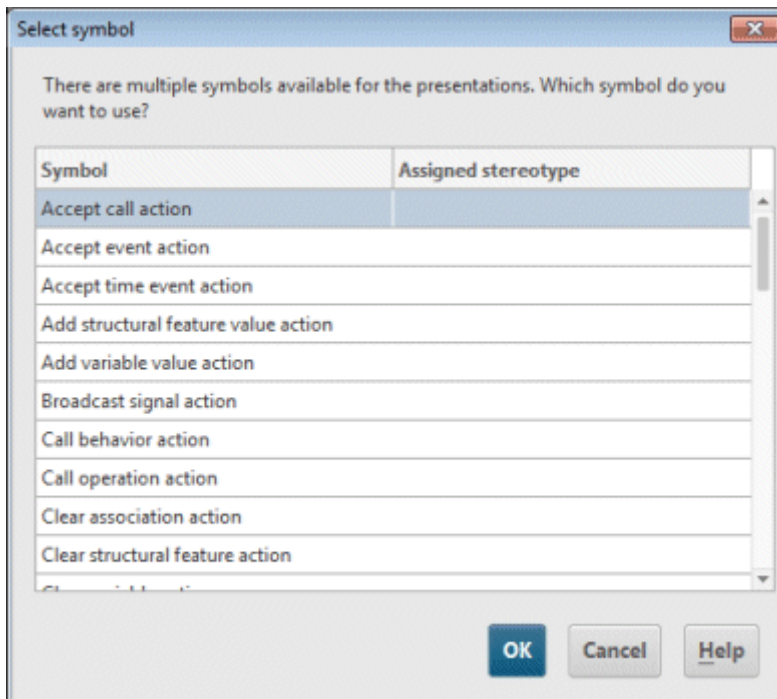 Select symbol
There are multiple symbols available for the presentations. Which symbol do you
want to use?
Symbol Assigned stereotype
Accept call action
Accept event action
Accept time event action
Add structural feature value action
Add variable value action
Broadcast signal action
Call behavior action
Call operation action
Clear association action
Clear structural feature action
OK Cancel Help